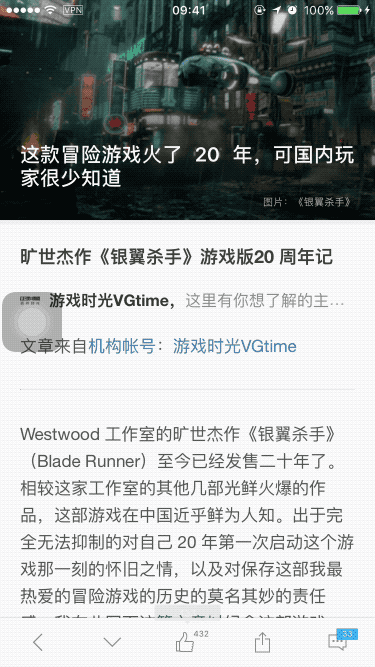 VPN 09:41 100%
这款冒险游戏火了 20 年，可国内玩
家很少知道
图片：《银翼杀手》
旷世杰作《银翼杀手》游戏版20 周年记
游戏时光VGtime，这里有你想了解的主…
文章来自机构帐号：游戏时光VGtime
Westwood 工作室的旷世杰作《银翼杀手》
（Blade Runner）至今已经发售二十年了。
相较这家工作室的其他几部光鲜火爆的作
品，这部游戏在中国近乎鲜为人知。出于完
全无法抑制的对自己 20 年第一次启动这个游
戏那一刻的怀旧之情，以及对保存这部我最
热爱的冒险游戏的历史的莫名其妙的责任
432 33